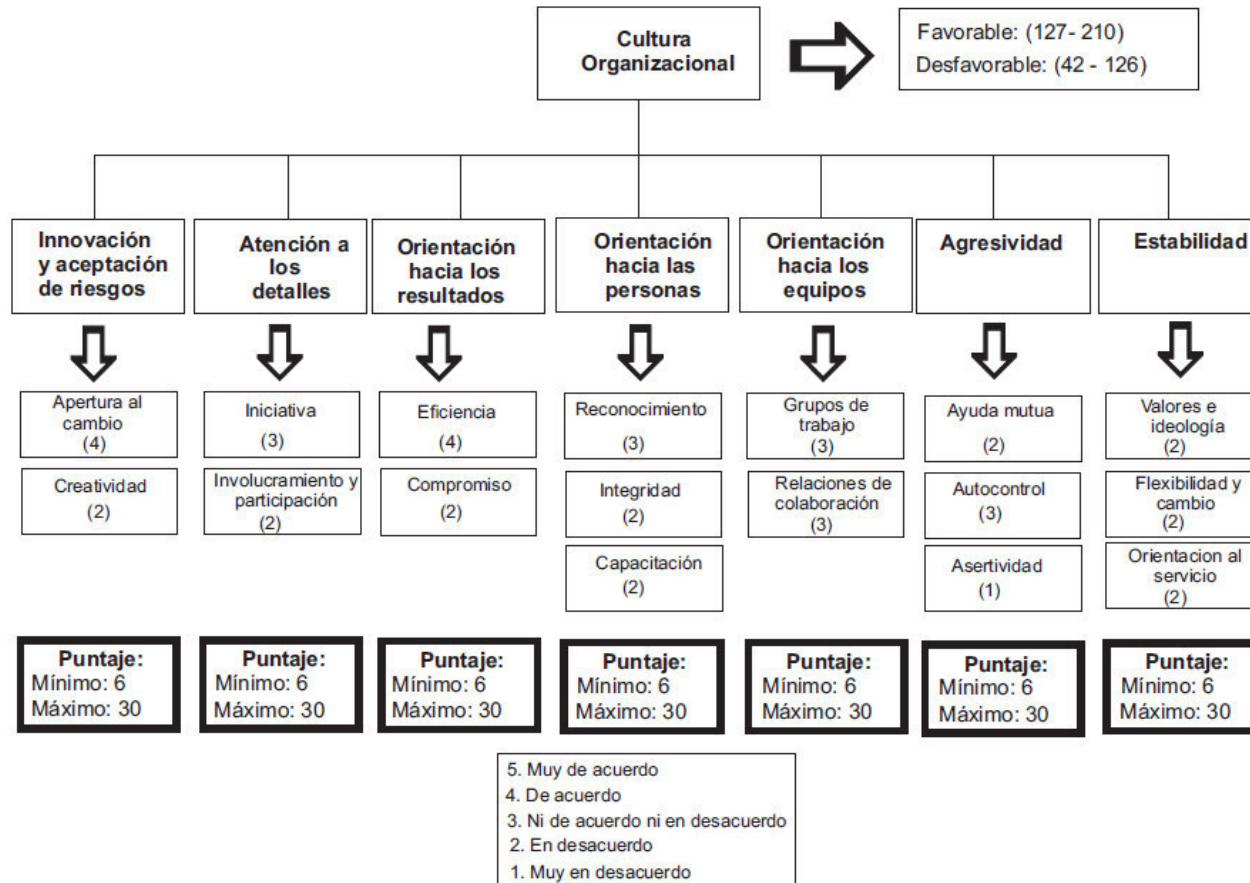 Cultura
Organizacional
Favorable: (127- 210)
Desfavorable: (42 - 126)
Innovación
y aceptación
de riesgos
Atención a
los
detalles
Orientación
hacia los
resultados
Orientación
hacia las
personas
Orientación
hacia los
equipos
Agresividad
Estabilidad
Apertura al
cambio
(4)
Iniciativa
(3)
Eficiencia
(4)
Reconocimiento
(3)
Grupos de
trabajo
(3)
Ayuda mutua
(2)
Valores e
ideología
(2)
Creatividad
(2)
Involucramiento y
participación
(2)
Compromiso
(2)
Integridad
(2)
Relaciones de
colaboración
(3)
Autocontrol
(3)
Flexibilidad y
cambio
(2)
Capacitación
(2)
Asertividad
(1)
Orientacion al
servicio
(2)
Puntaje:
Mínimo: 6
Máximo: 30
Puntaje:
Mínimo: 6
Máximo: 30
Puntaje:
Mínimo: 6
Máximo: 30
Puntaje:
Mínimo: 6
Máximo: 30
Puntaje:
Mínimo: 6
Máximo: 30
Puntaje:
Mínimo: 6
Máximo: 30
Puntaje:
Mínimo: 6
Máximo: 30
5. Muy de acuerdo
4. De acuerdo
3. Ni de acuerdo ni en desacuerdo
2. En desacuerdo
1. Muy en desacuerdo